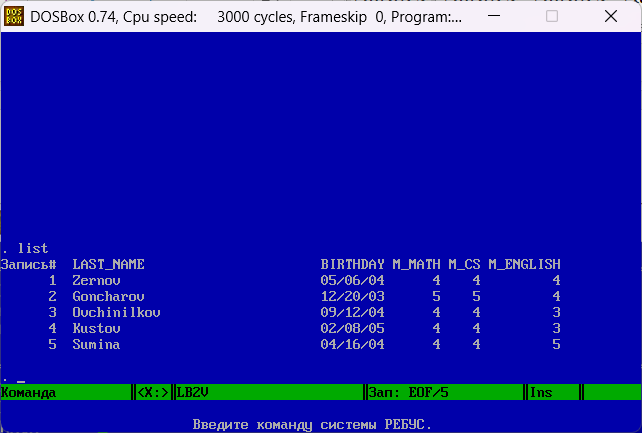 DOSBox 0.74, Cpu speed: 3000 cycles, Frameskip 0, Program:...
. list
Запись# LAST_NAME BIRTHDAY M_MATH M_CS M_ENGLISH
1 Zernov 05/06/04 4 4 4
2 Goncharov 12/20/03 5 5 4
3 Ovchinilkov 09/12/04 4 4 3
4 Kustov 02/08/05 4 4 3
5 Sumina 04/16/04 4 4 5
. _
Команда <X:> LB2V Зап: EOF/5 Ins
Введите команду системы РЕБУС.